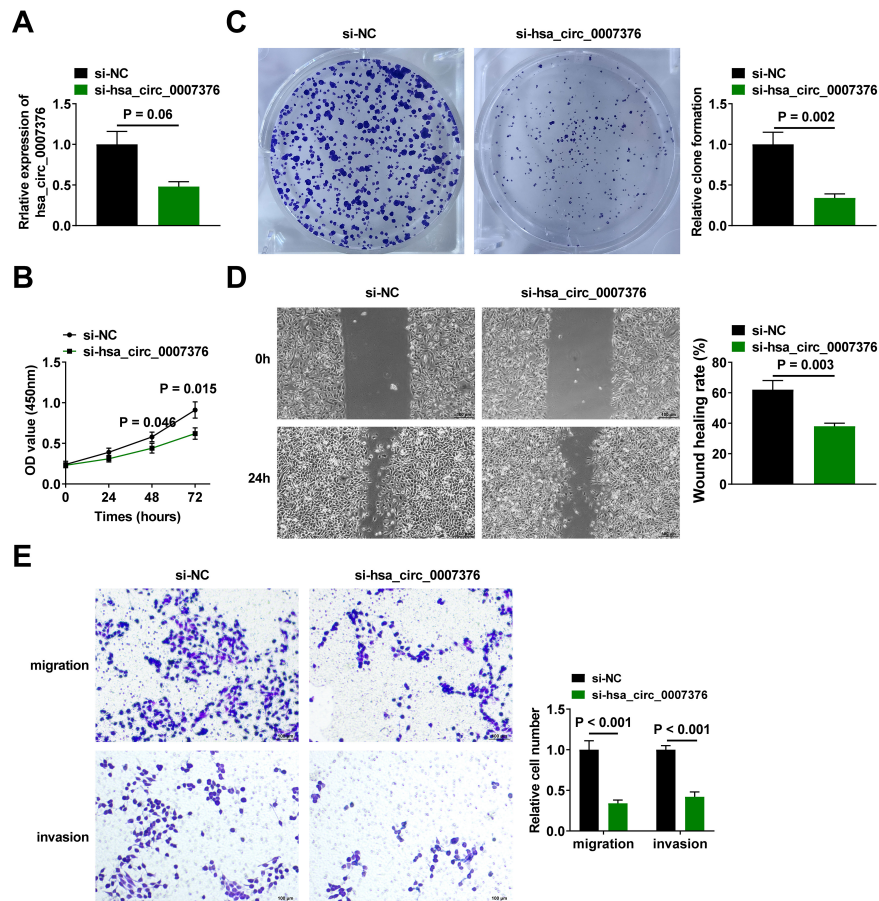 A
si-NC
si-hsa_circ_0007376
Rrlative expression of
hsa_circ_0007376
1.5
1.0
0.5
0.0
P = 0.06
B
si-NC
si-hsa_circ_0007376
OD value (450nm)
1.5
1.0
0.5
0.0
P = 0.046
P = 0.015
0
24
48
72
Times (hours)
C
si-NC
si-hsa_circ_0007376
si-NC
si-hsa_circ_0007376
Relative clone formation
1.5
1.0
0.5
0.0
P = 0.002
D
si-NC
si-hsa_circ_0007376
0h
24h
si-NC
si-hsa_circ_0007376
Wound healing rate (%)
80
60
40
20
0
P = 0.003
E
si-NC
si-hsa_circ_0007376
migration
invasion
100 μm
100 μm
si-NC
si-hsa_circ_0007376
Relative cell number
1.5
1.0
0.5
0.0
P < 0.001
P < 0.001
migration
invasion